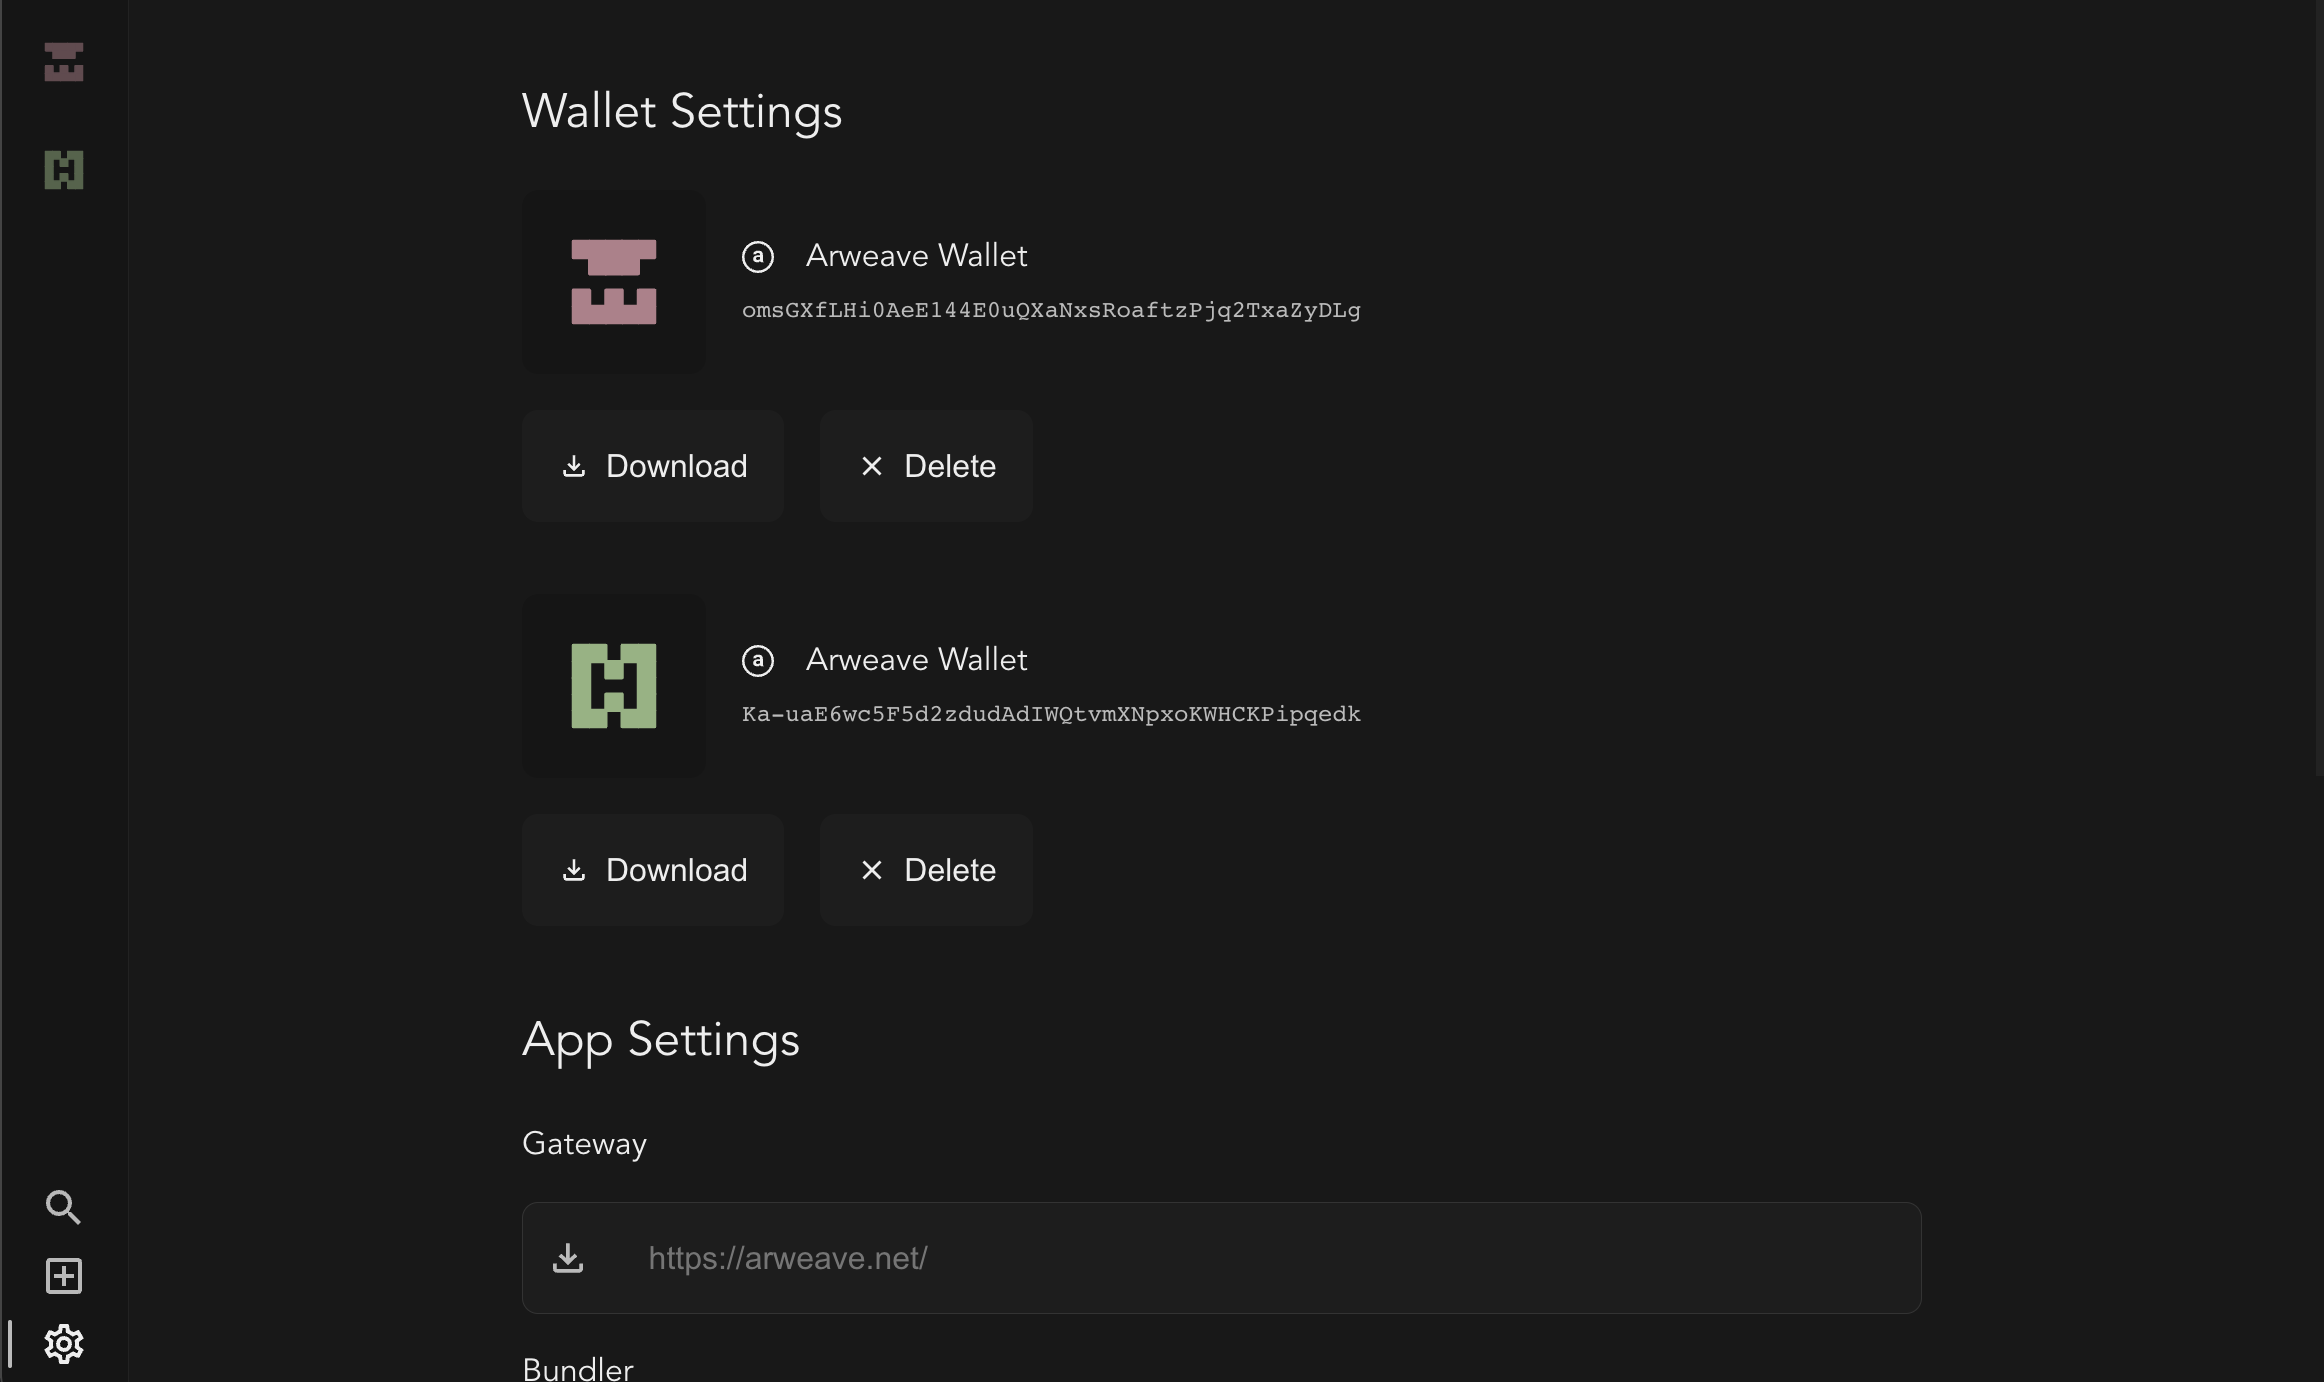 Wallet Settings
Arweave Wallet
omsGXfLHi0AeE144E0uQXaNxsRoaftzPjq2TxaZyDLg
Download
Delete
Arweave Wallet
Ka-uaE6wc5F5d2zdudAdIWQtvmXNpxoKWHCKPipqedk
Download
Delete
App Settings
Gateway
https://arweave.net/
Bundler